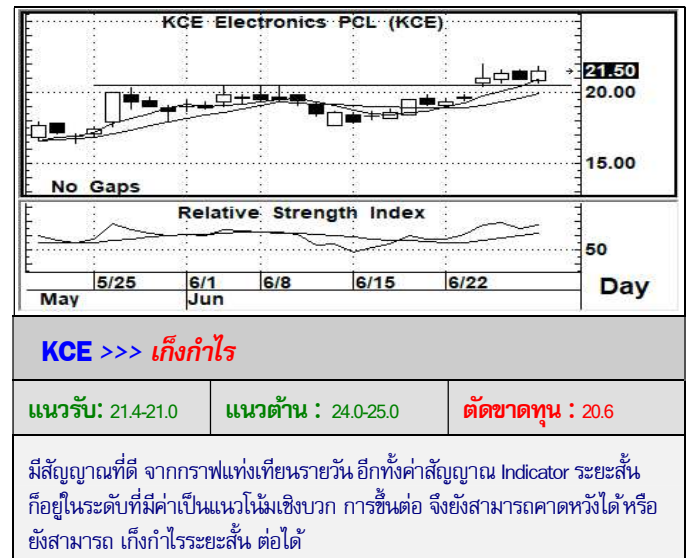 KCE Electronics PCL (KCE)
21.50
20.00
15.00
No Gaps
Relative Strength Index
50
5/25 6/1 6/8 6/15 6/22
May Jun
Day
KCE >>> เก็งกำไร
แนวรับ: 21.4-21.0 แนวต้าน : 24.0-25.0 ตัดขาดทุน : 20.6
มีสัญญาณที่ดี จากกราฟแท่งเทียนรายวัน อีกทั้งค่าสัญญาณ Indicator ระยะสั้น
ก็อยู่ในระดับที่มีค่าเป็นแนวโน้มเชิงบวก การขึ้นต่อ จึงยังสามารถคาดหวังได้ หรือ
ยังสามารถ เก็งกำไรระยะสั้น ต่อได้